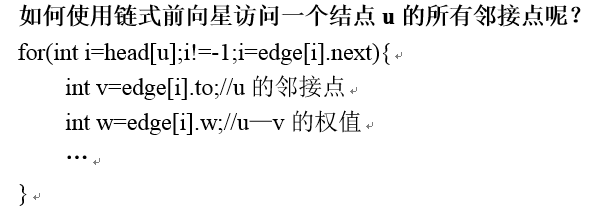 如何使用链式前向星访问一个结点 u 的所有邻接点呢？
for(int i=head[u];i!=-1;i=edge[i].next){
int v=edge[i].to;//u 的邻接点
int w=edge[i].w;//u—v 的权值
…
}